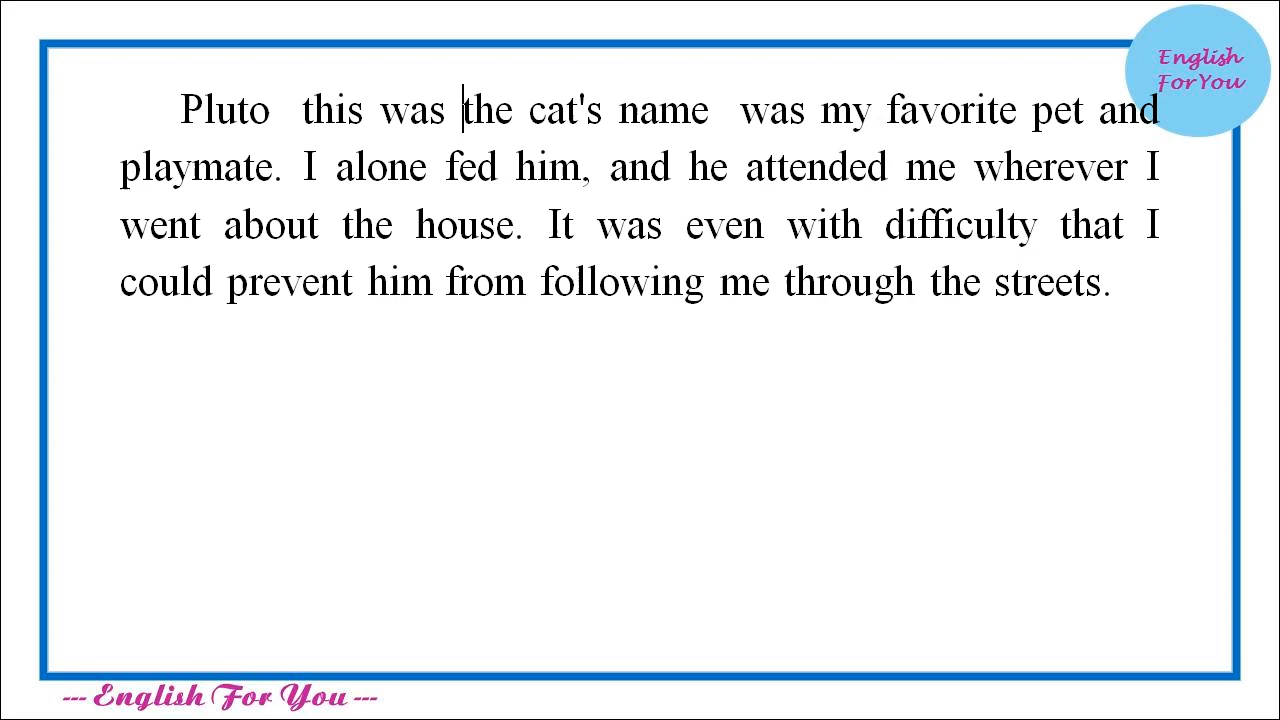 English
ForYou
Pluto  this was the cat's name  was my favorite pet and
playmate. I alone fed him, and he attended me wherever I
went about the house. It was even with difficulty that I
could prevent him from following me through the streets.
--- English For You ---